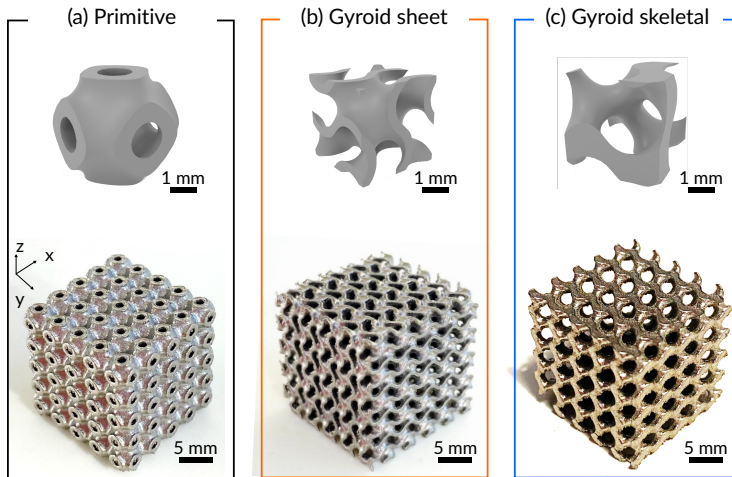 (a) Primitive
(b) Gyroid sheet
(c) Gyroid skeletal
1 mm
1 mm
1 mm
z
x
y
5 mm
5 mm
5 mm